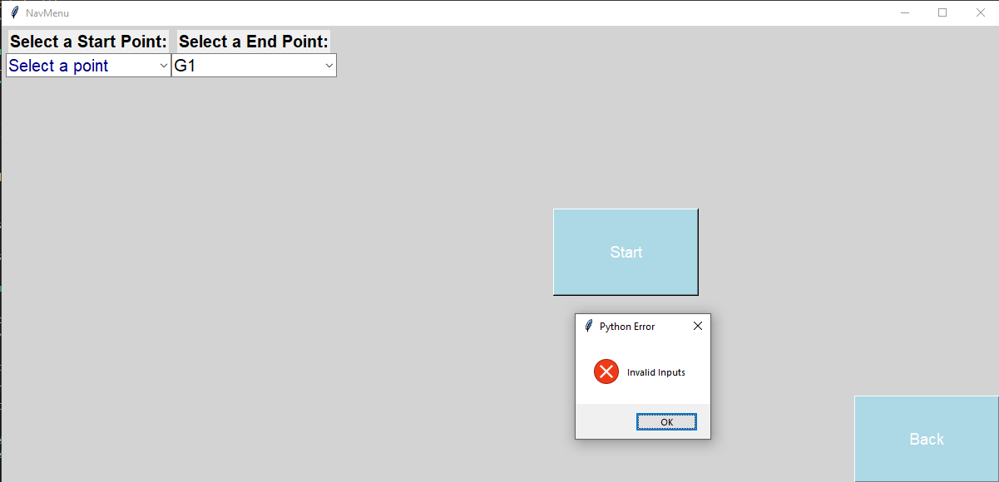 NavMenu
Select a Start Point: Select a End Point:
Select a point G1
Start
Python Error
Invalid Inputs
OK
Back